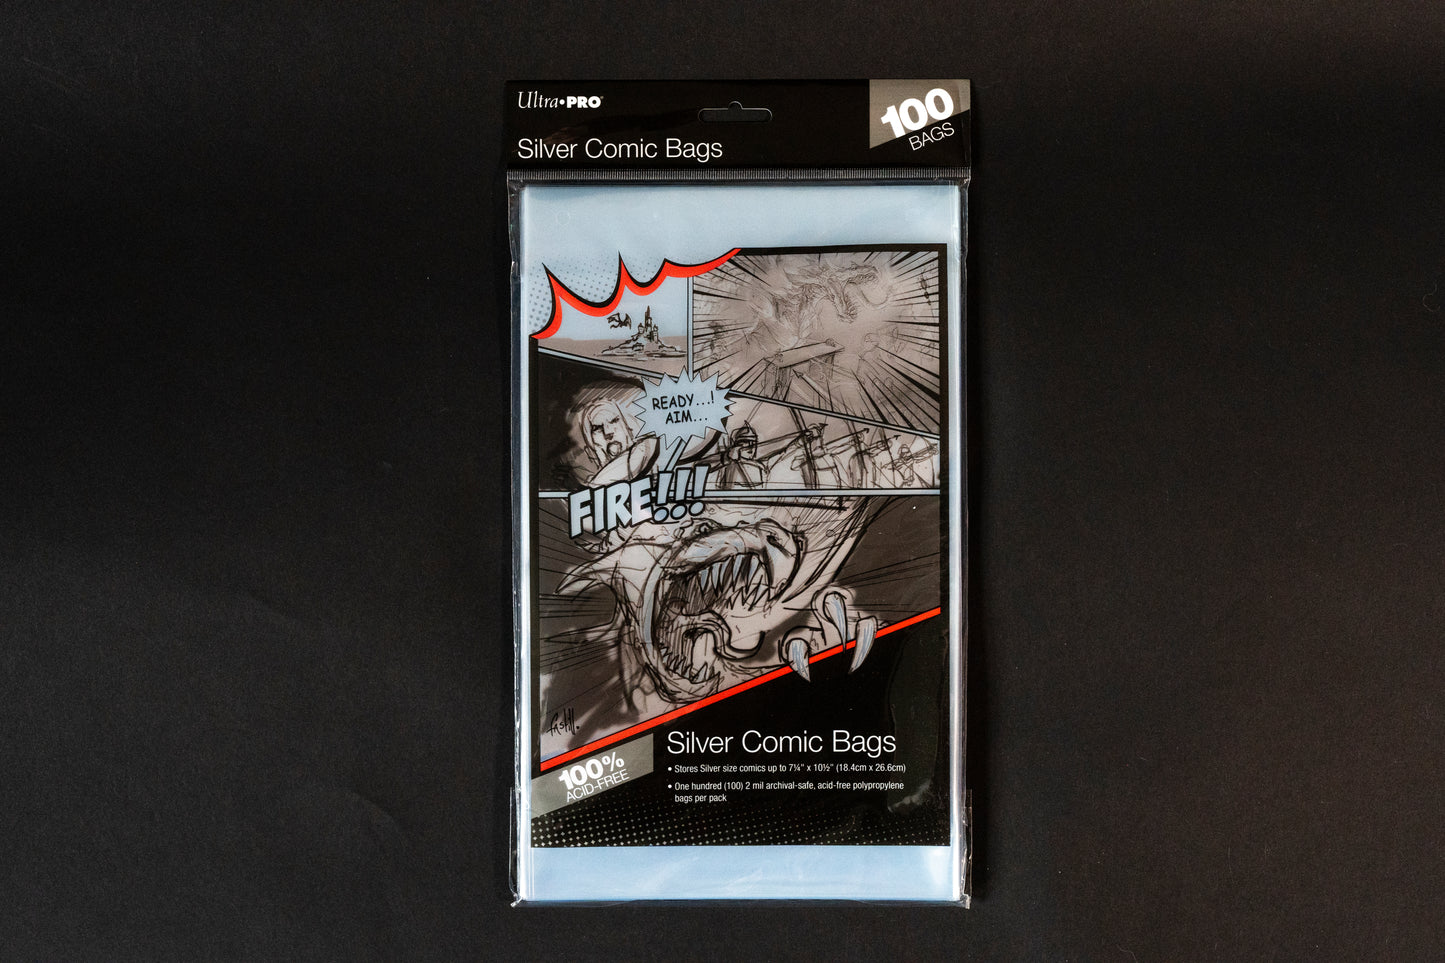 Ultra•PRO®
Silver Comic Bags
100
BAGS
READY...!
AIM...
FIRE!!!
Silver Comic Bags
• Stores Silver size comics up to 7¼" x 10½" (18.4cm x 26.6cm)
• One hundred (100) 2 mil archival-safe, acid-free polypropylene
bags per pack
100%
ACID-FREE